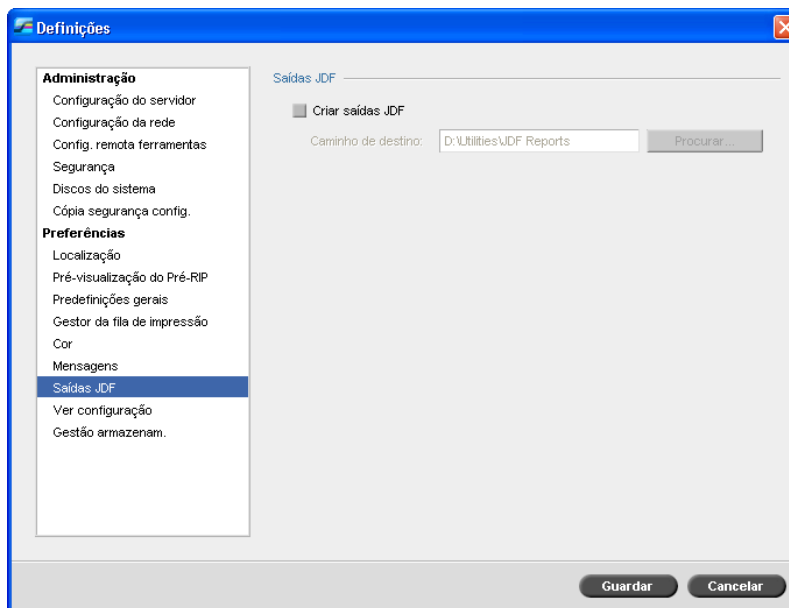 Definições
Administração
Configuração do servidor
Configuração da rede
Config. remota ferramentas
Segurança
Discos do sistema
Cópia segurança config.
Preferências
Localização
Pré-visualização do Pré-RIP
Predefinições gerais
Gestor da fila de impressão
Cor
Mensagens
Saídas JDF
Ver configuração
Gestão armazenam.
Saídas JDF
Criar saídas JDF
Caminho de destino: D:\Utilities\JDF Reports Procurar...
Guardar Cancelar